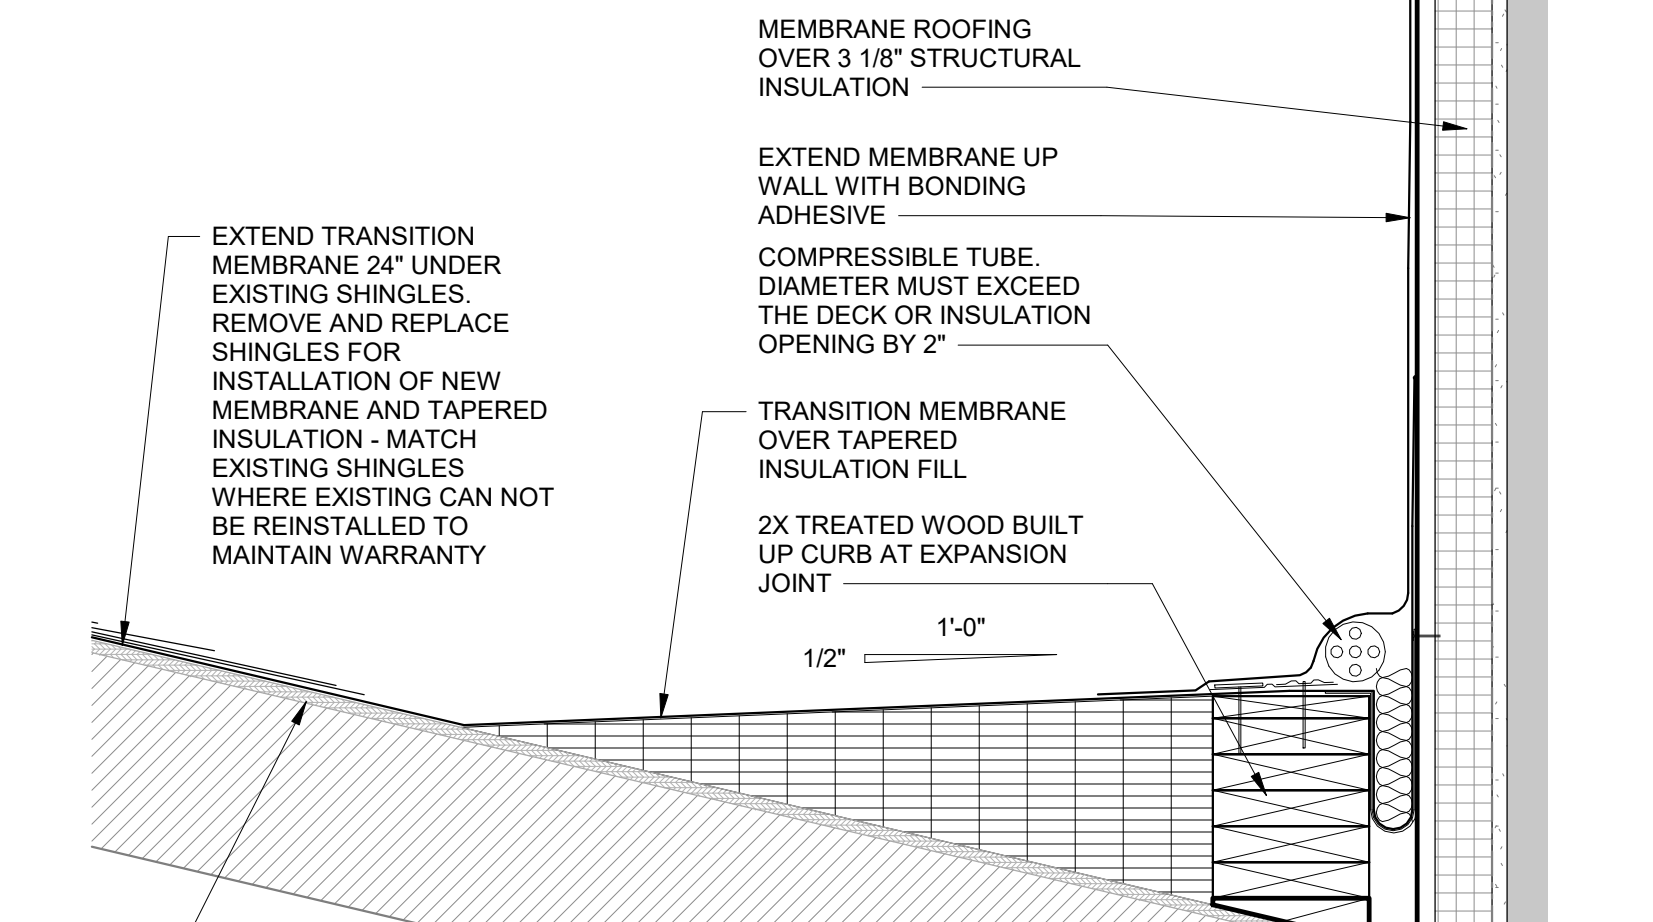 MEMBRANE ROOFING
OVER 3 1/8" STRUCTURAL
INSULATION
EXTEND MEMBRANE UP
WALL WITH BONDING
ADHESIVE
EXTEND TRANSITION
MEMBRANE 24" UNDER
EXISTING SHINGLES.
REMOVE AND REPLACE
SHINGLES FOR
INSTALLATION OF NEW
MEMBRANE AND TAPERED
INSULATION - MATCH
EXISTING SHINGLES
WHERE EXISTING CAN NOT
BE REINSTALLED TO
MAINTAIN WARRANTY
COMPRESSIBLE TUBE.
DIAMETER MUST EXCEED
THE DECK OR INSULATION
OPENING BY 2"
TRANSITION MEMBRANE
OVER TAPERED
INSULATION FILL
2X TREATED WOOD BUILT
UP CURB AT EXPANSION
JOINT
1'-0"
1/2"